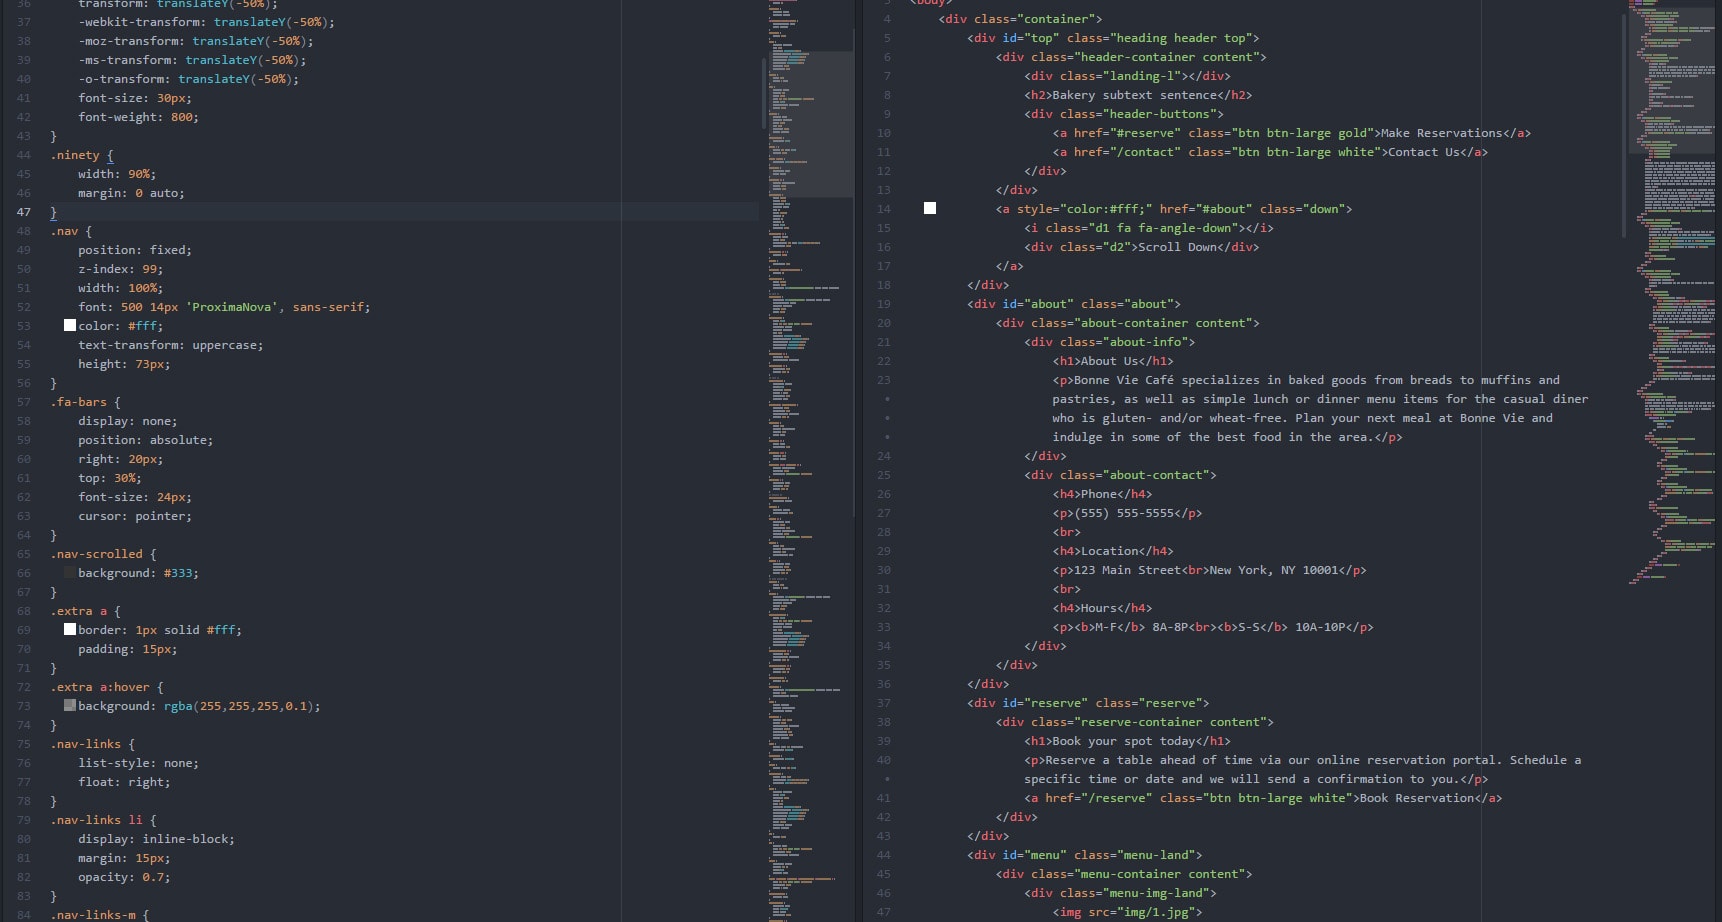 36 transform: translateY(-50%);
37 -webkit-transform: translateY(-50%);
38 -moz-transform: translateY(-50%);
39 -ms-transform: translateY(-50%);
40 -o-transform: translateY(-50%);
41 font-size: 30px;
42 font-weight: 800;
43 }
44 .ninety {
45 width: 90%;
46 margin: 0 auto;
47 }
48 .nav {
49 position: fixed;
50 z-index: 99;
51 width: 100%;
52 font: 500 14px 'ProximaNova', sans-serif;
53 color: #fff;
54 text-transform: uppercase;
55 height: 73px;
56 }
57 .fa-bars {
58 display: none;
59 position: absolute;
60 right: 20px;
61 top: 30%;
62 font-size: 24px;
63 cursor: pointer;
64 }
65 .nav-scrolled {
66 background: #333;
67 }
68 .extra a {
69 border: 1px solid #fff;
70 padding: 15px;
71 }
72 .extra a:hover {
73 background: rgba(255,255,255,0.1);
74 }
75 .nav-links {
76 list-style: none;
77 float: right;
78 }
79 .nav-links li {
80 display: inline-block;
81 margin: 15px;
82 opacity: 0.7;
83 }
84 .nav-links-m {
3 <body>
4 <div class="container">
5 <div id="top" class="heading header top">
6 <div class="header-container content">
7 <div class="landing-l"></div>
8 <h2>Bakery subtext sentence</h2>
9 <div class="header-buttons">
10 <a href="#reserve" class="btn btn-large gold">Make Reservations</a>
11 <a href="/contact" class="btn btn-large white">Contact Us</a>
12 </div>
13 </div>
14 <a style="color:#fff;" href="#about" class="down">
15 <i class="d1 fa fa-angle-down"></i>
16 <div class="d2">Scroll Down</div>
17 </a>
18 </div>
19 <div id="about" class="about">
20 <div class="about-container content">
21 <div class="about-info">
22 <h1>About Us</h1>
23 <p>Bonne Vie Café specializes in baked goods from breads to muffins and
• pastries, as well as simple lunch or dinner menu items for the casual diner
• who is gluten- and/or wheat-free. Plan your next meal at Bonne Vie and
• indulge in some of the best food in the area.</p>
24 </div>
25 <div class="about-contact">
26 <h4>Phone</h4>
27 <p>(555) 555-5555</p>
28 <br>
29 <h4>Location</h4>
30 <p>123 Main Street<br>New York, NY 10001</p>
31 <br>
32 <h4>Hours</h4>
33 <p><b>M-F</b> 8A-8P<br><b>S-S</b> 10A-10P</p>
34 </div>
35 </div>
36 </div>
37 <div id="reserve" class="reserve">
38 <div class="reserve-container content">
39 <h1>Book your spot today</h1>
40 <p>Reserve a table ahead of time via our online reservation portal. Schedule a
• specific time or date and we will send a confirmation to you.</p>
41 <a href="/reserve" class="btn btn-large white">Book Reservation</a>
42 </div>
43 </div>
44 <div id="menu" class="menu-land">
45 <div class="menu-container content">
46 <div class="menu-img-land">
47 <img src="img/1.jpg">